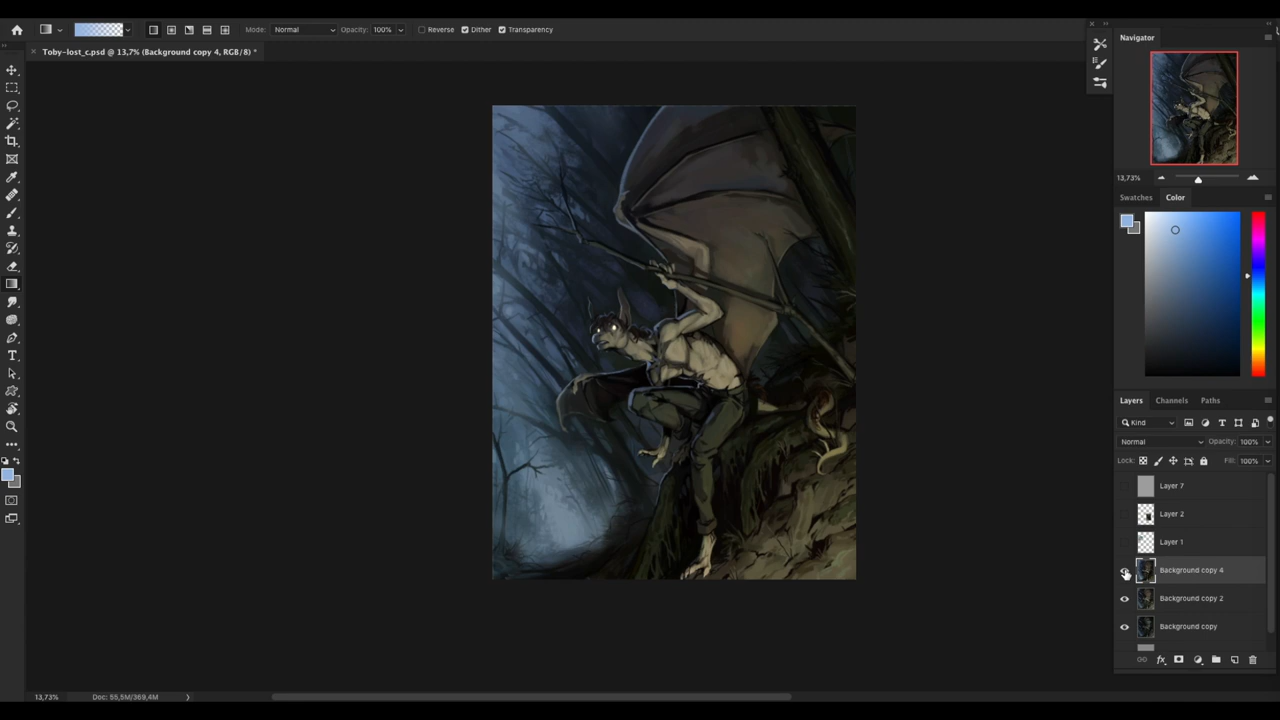 Mode: Normal Opacity: 100% Reverse Dither Transparency
Toby-lost_c.psd @ 13,7% (Background copy 4, RGB/8) *
Navigator
13,73%
Swatches Color
Layers Channels Paths
Kind
Normal Opacity: 100%
Lock: Fill: 100%
Layer 7
Layer 2
Layer 1
Background copy 4
Background copy 2
Background copy
13,73% Doc: 55,5M/369,4M